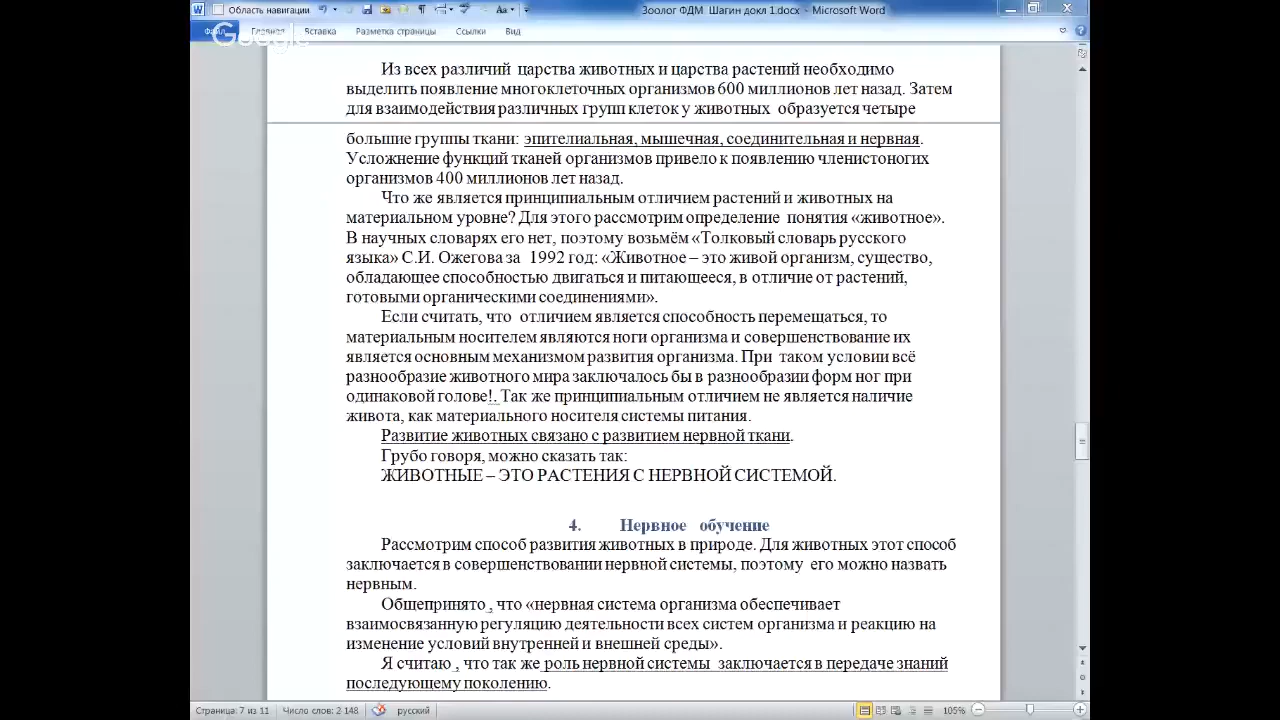 Область навигации
Зоолог ФДМ Шагин докл 1.docx - Microsoft Word
Файл Главная Вставка Разметка страницы Ссылки Вид
Google
Из всех различий царства животных и царства растений необходимо
выделить появление многоклеточных организмов 600 миллионов лет назад. Затем
для взаимодействия различных групп клеток у животных образуется четыре
большие группы ткани: эпителиальная, мышечная, соединительная и нервная.
Усложнение функций тканей организмов привело к появлению членистоногих
организмов 400 миллионов лет назад.
Что же является принципиальным отличием растений и животных на
материальном уровне? Для этого рассмотрим определение понятия «животное».
В научных словарях его нет, поэтому возьмём «Толковый словарь русского
языка» С.И. Ожегова за 1992 год: «Животное – это живой организм, существо,
обладающее способностью двигаться и питающееся, в отличие от растений,
готовыми органическими соединениями».
Если считать, что отличием является способность перемещаться, то
материальным носителем являются ноги организма и совершенствование их
является основным механизмом развития организма. При таком условии всё
разнообразие животного мира заключалось бы в разнообразии форм ног при
одинаковой голове!. Так же принципиальным отличием не является наличие
живота, как материального носителя системы питания.
Развитие животных связано с развитием нервной ткани.
Грубо говоря, можно сказать так:
ЖИВОТНЫЕ – ЭТО РАСТЕНИЯ С НЕРВНОЙ СИСТЕМОЙ.
4. Нервное обучение
Рассмотрим способ развития животных в природе. Для животных этот способ
заключается в совершенствовании нервной системы, поэтому его можно назвать
нервным.
Общепринято , что «нервная система организма обеспечивает
взаимосвязанную регуляцию деятельности всех систем организма и реакцию на
изменение условий внутренней и внешней среды».
Я считаю , что так же роль нервной системы заключается в передаче знаний
последующему поколению.
Страница: 7 из 11 Число слов: 2 148 русский 105%